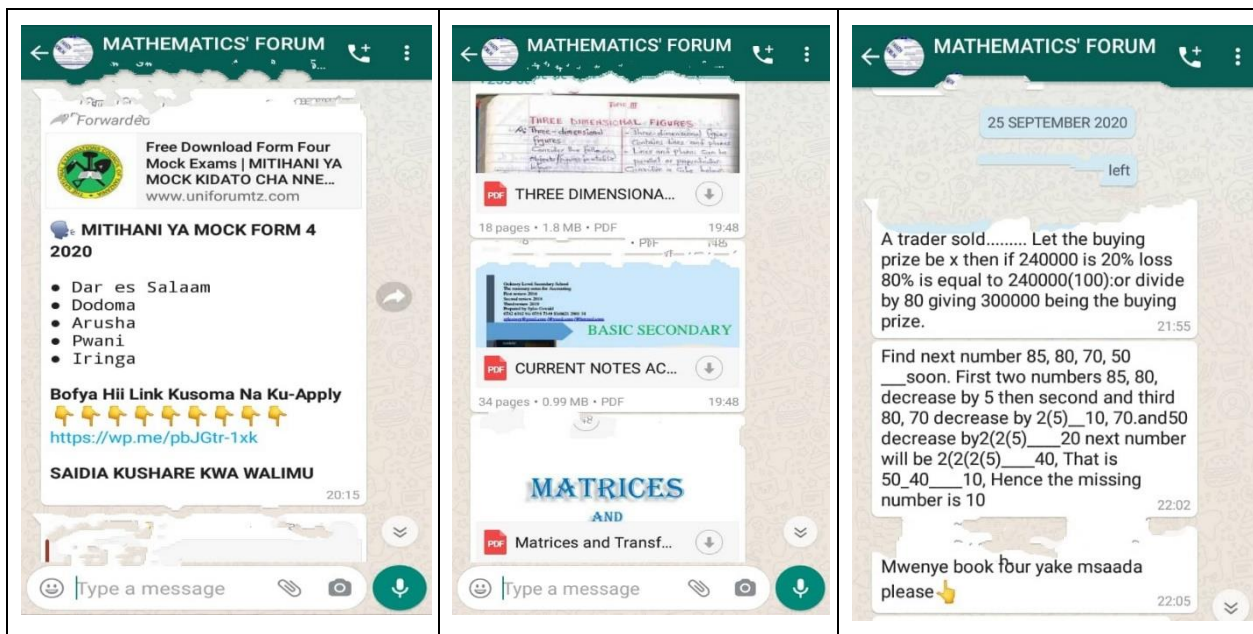 MATHEMATICS' FORUM
Forwarded
Free Download Form Four
Mock Exams | MITIHANI YA
MOCK KIDATO CHA NNE...
www.uniforumtz.com
🗣 MITIHANI YA MOCK FORM 4
2020
● Dar es Salaam
● Dodoma
● Arusha
● Pwani
● Iringa
Bofya Hii Link Kusoma Na Ku-Apply
👇👇👇👇👇👇👇👇
https://wp.me/pbJGtr-1xk
SAIDIA KUSHARE KWA WALIMU
20:15
Type a message
MATHEMATICS' FORUM
THREE DIMENSIONAL FIGURES
PDF THREE DIMENSIONA...
18 pages • 1.8 MB • PDF 19:48
BASIC SECONDARY
PDF CURRENT NOTES AC...
34 pages • 0.99 MB • PDF 19:48
MATRICES
AND
PDF Matrices and Transf...
Type a message
MATHEMATICS' FORUM
25 SEPTEMBER 2020
left
A trader sold......... Let the buying
prize be x then if 240000 is 20% loss
80% is equal to 240000(100):or divide
by 80 giving 300000 being the buying
prize.
21:55
Find next number 85, 80, 70, 50
__soon. First two numbers 85, 80,
decrease by 5 then second and third
80, 70 decrease by 2(5)__10, 70.and50
decrease by2(2(5)____20 next number
will be 2(2(2(5)____40, That is
50_40____10, Hence the missing
number is 10
22:02
Mwenye book four yake msaada
please👆
22:05